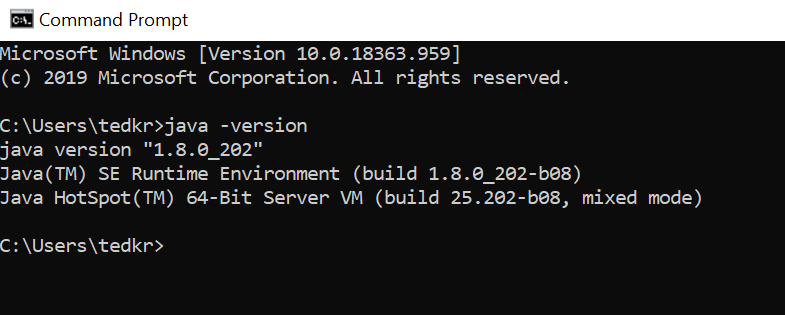 Command Prompt
Microsoft Windows [Version 10.0.18363.959]
(c) 2019 Microsoft Corporation. All rights reserved.
C:\Users\tedkr>java -version
java version "1.8.0_202"
Java(TM) SE Runtime Environment (build 1.8.0_202-b08)
Java HotSpot(TM) 64-Bit Server VM (build 25.202-b08, mixed mode)
C:\Users\tedkr>